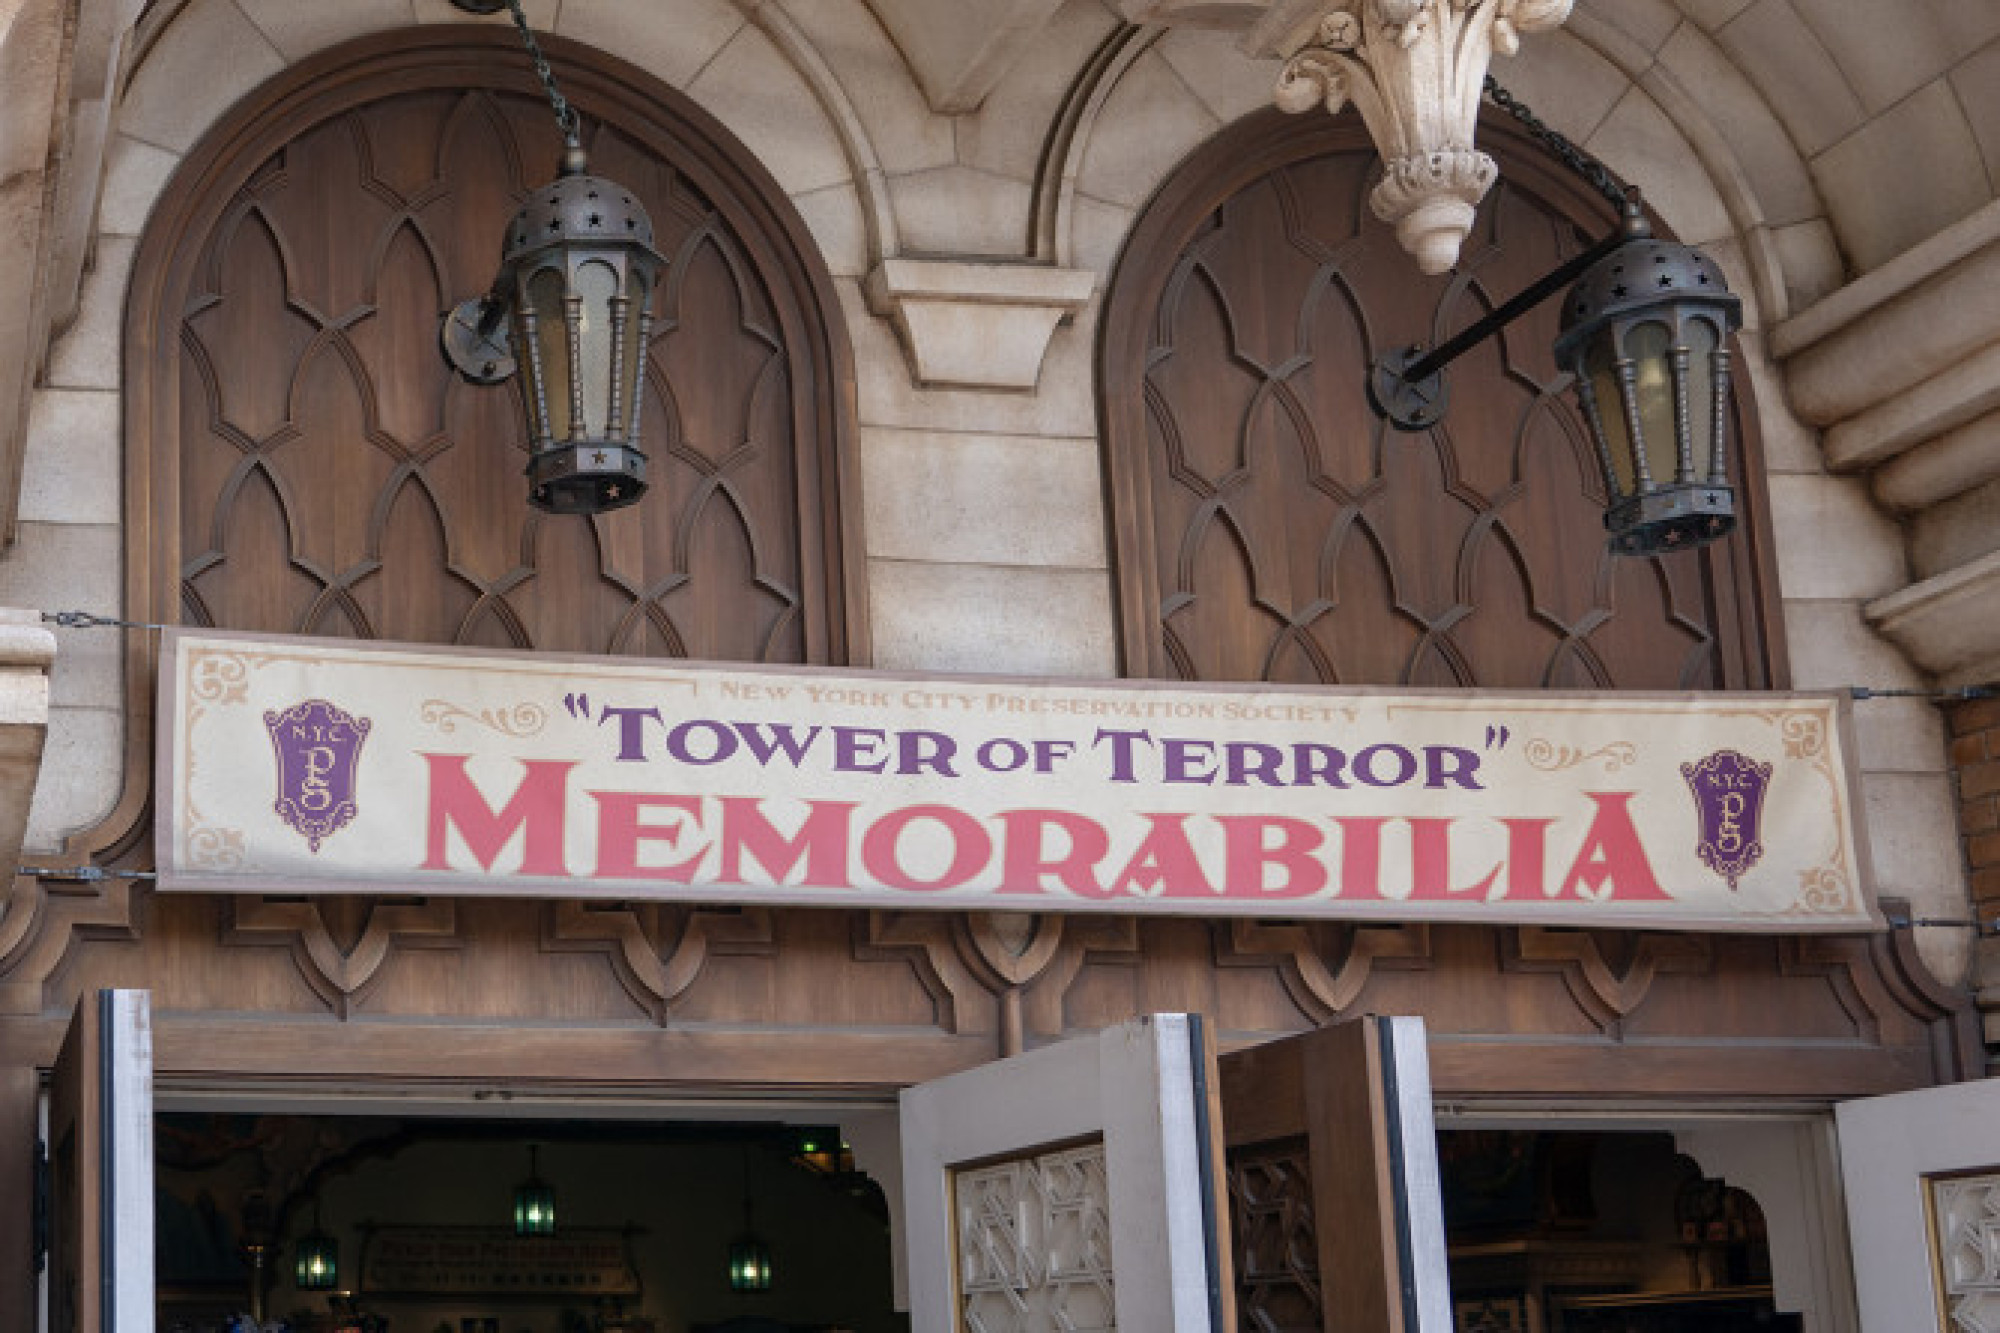 New York City Preservation Society
"Tower of Terror"
Memorabilia
N.Y.C.
PS
N.Y.C.
PS